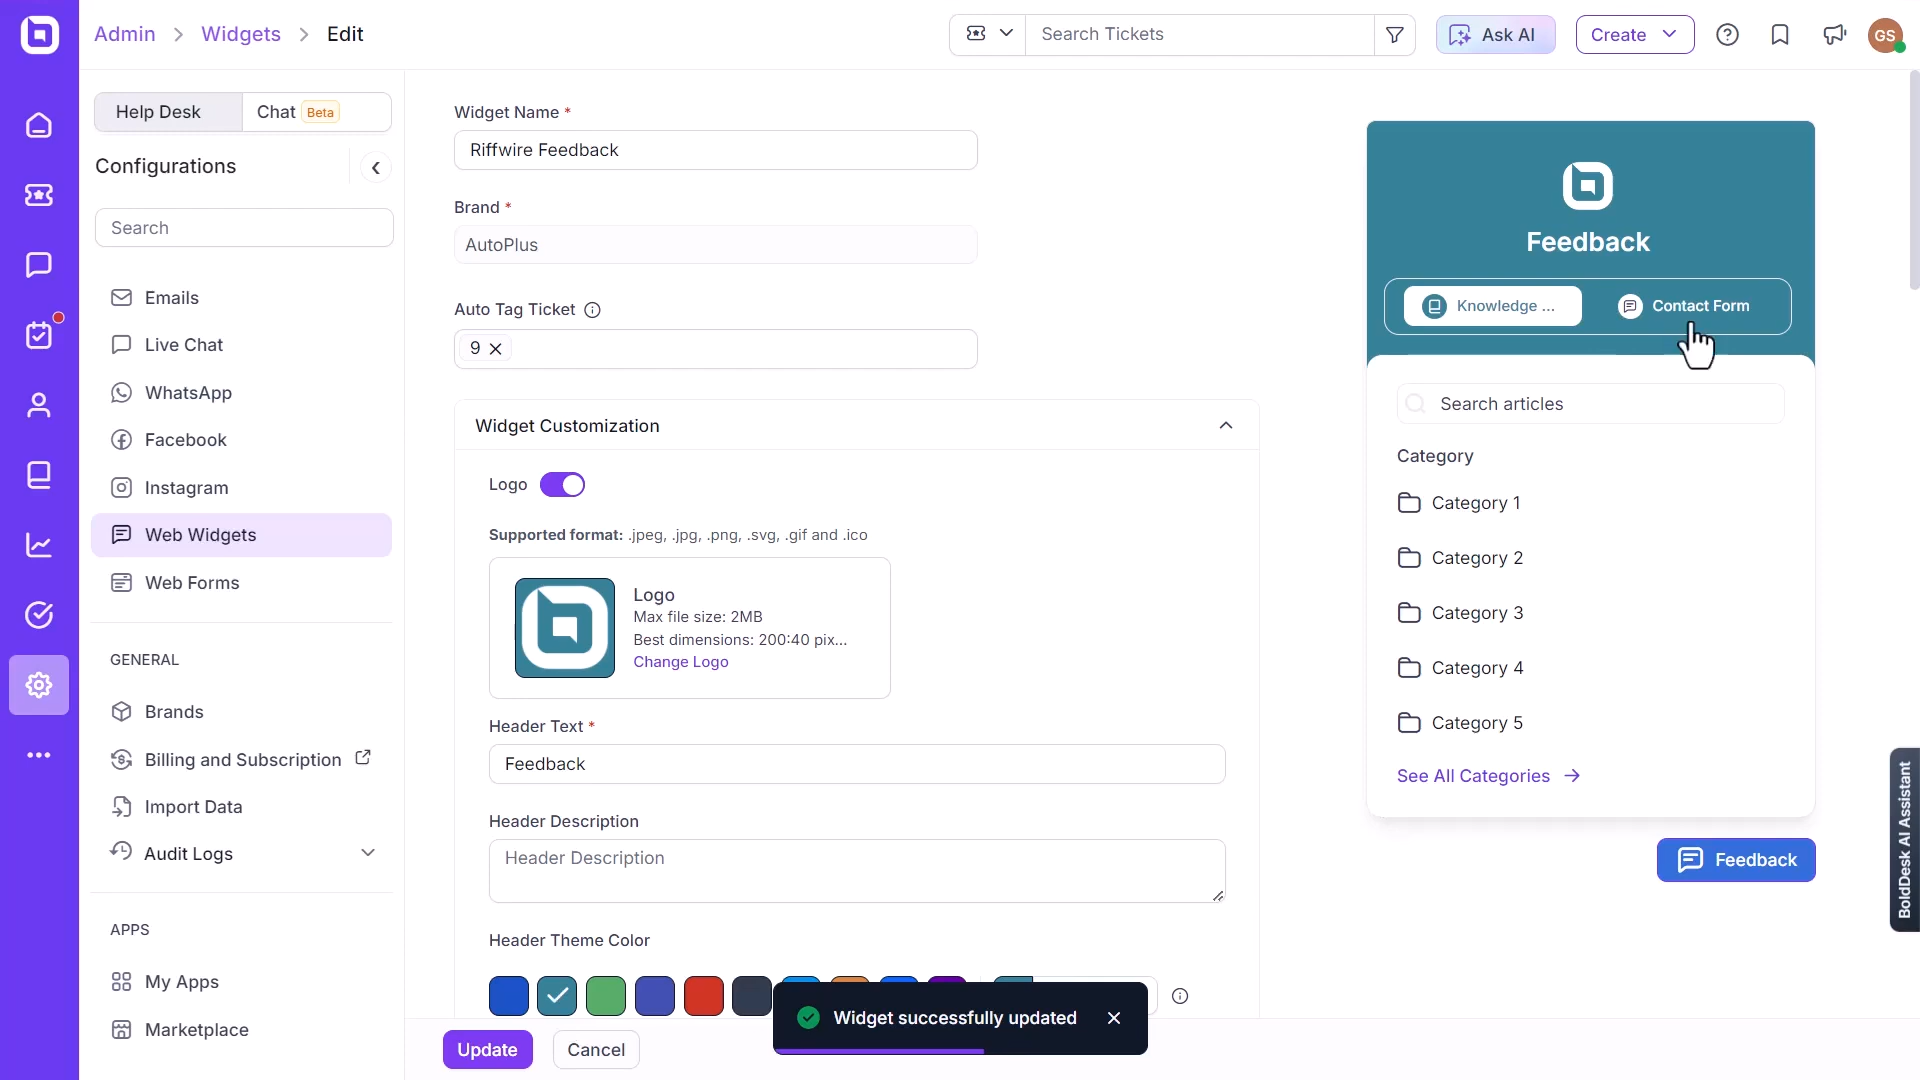 Admin > Widgets > Edit
Search Tickets
Ask AI
Create
GS
Help Desk
Chat Beta
Configurations
Search
Emails
Live Chat
WhatsApp
Facebook
Instagram
Web Widgets
Web Forms
GENERAL
Brands
Billing and Subscription
Import Data
Audit Logs
APPS
My Apps
Marketplace
Widget Name *
Riffwire Feedback
Brand *
AutoPlus
Auto Tag Ticket
9
Widget Customization
Logo
Supported format: .jpeg, .jpg, .png, .svg, .gif and .ico
Logo
Max file size: 2MB
Best dimensions: 200:40 pix...
Change Logo
Header Text *
Feedback
Header Description
Header Description
Header Theme Color
Update
Cancel
Widget successfully updated
Feedback
Knowledge ...
Contact Form
Search articles
Category
Category 1
Category 2
Category 3
Category 4
Category 5
See All Categories
Feedback
BoldDesk AI Assistant